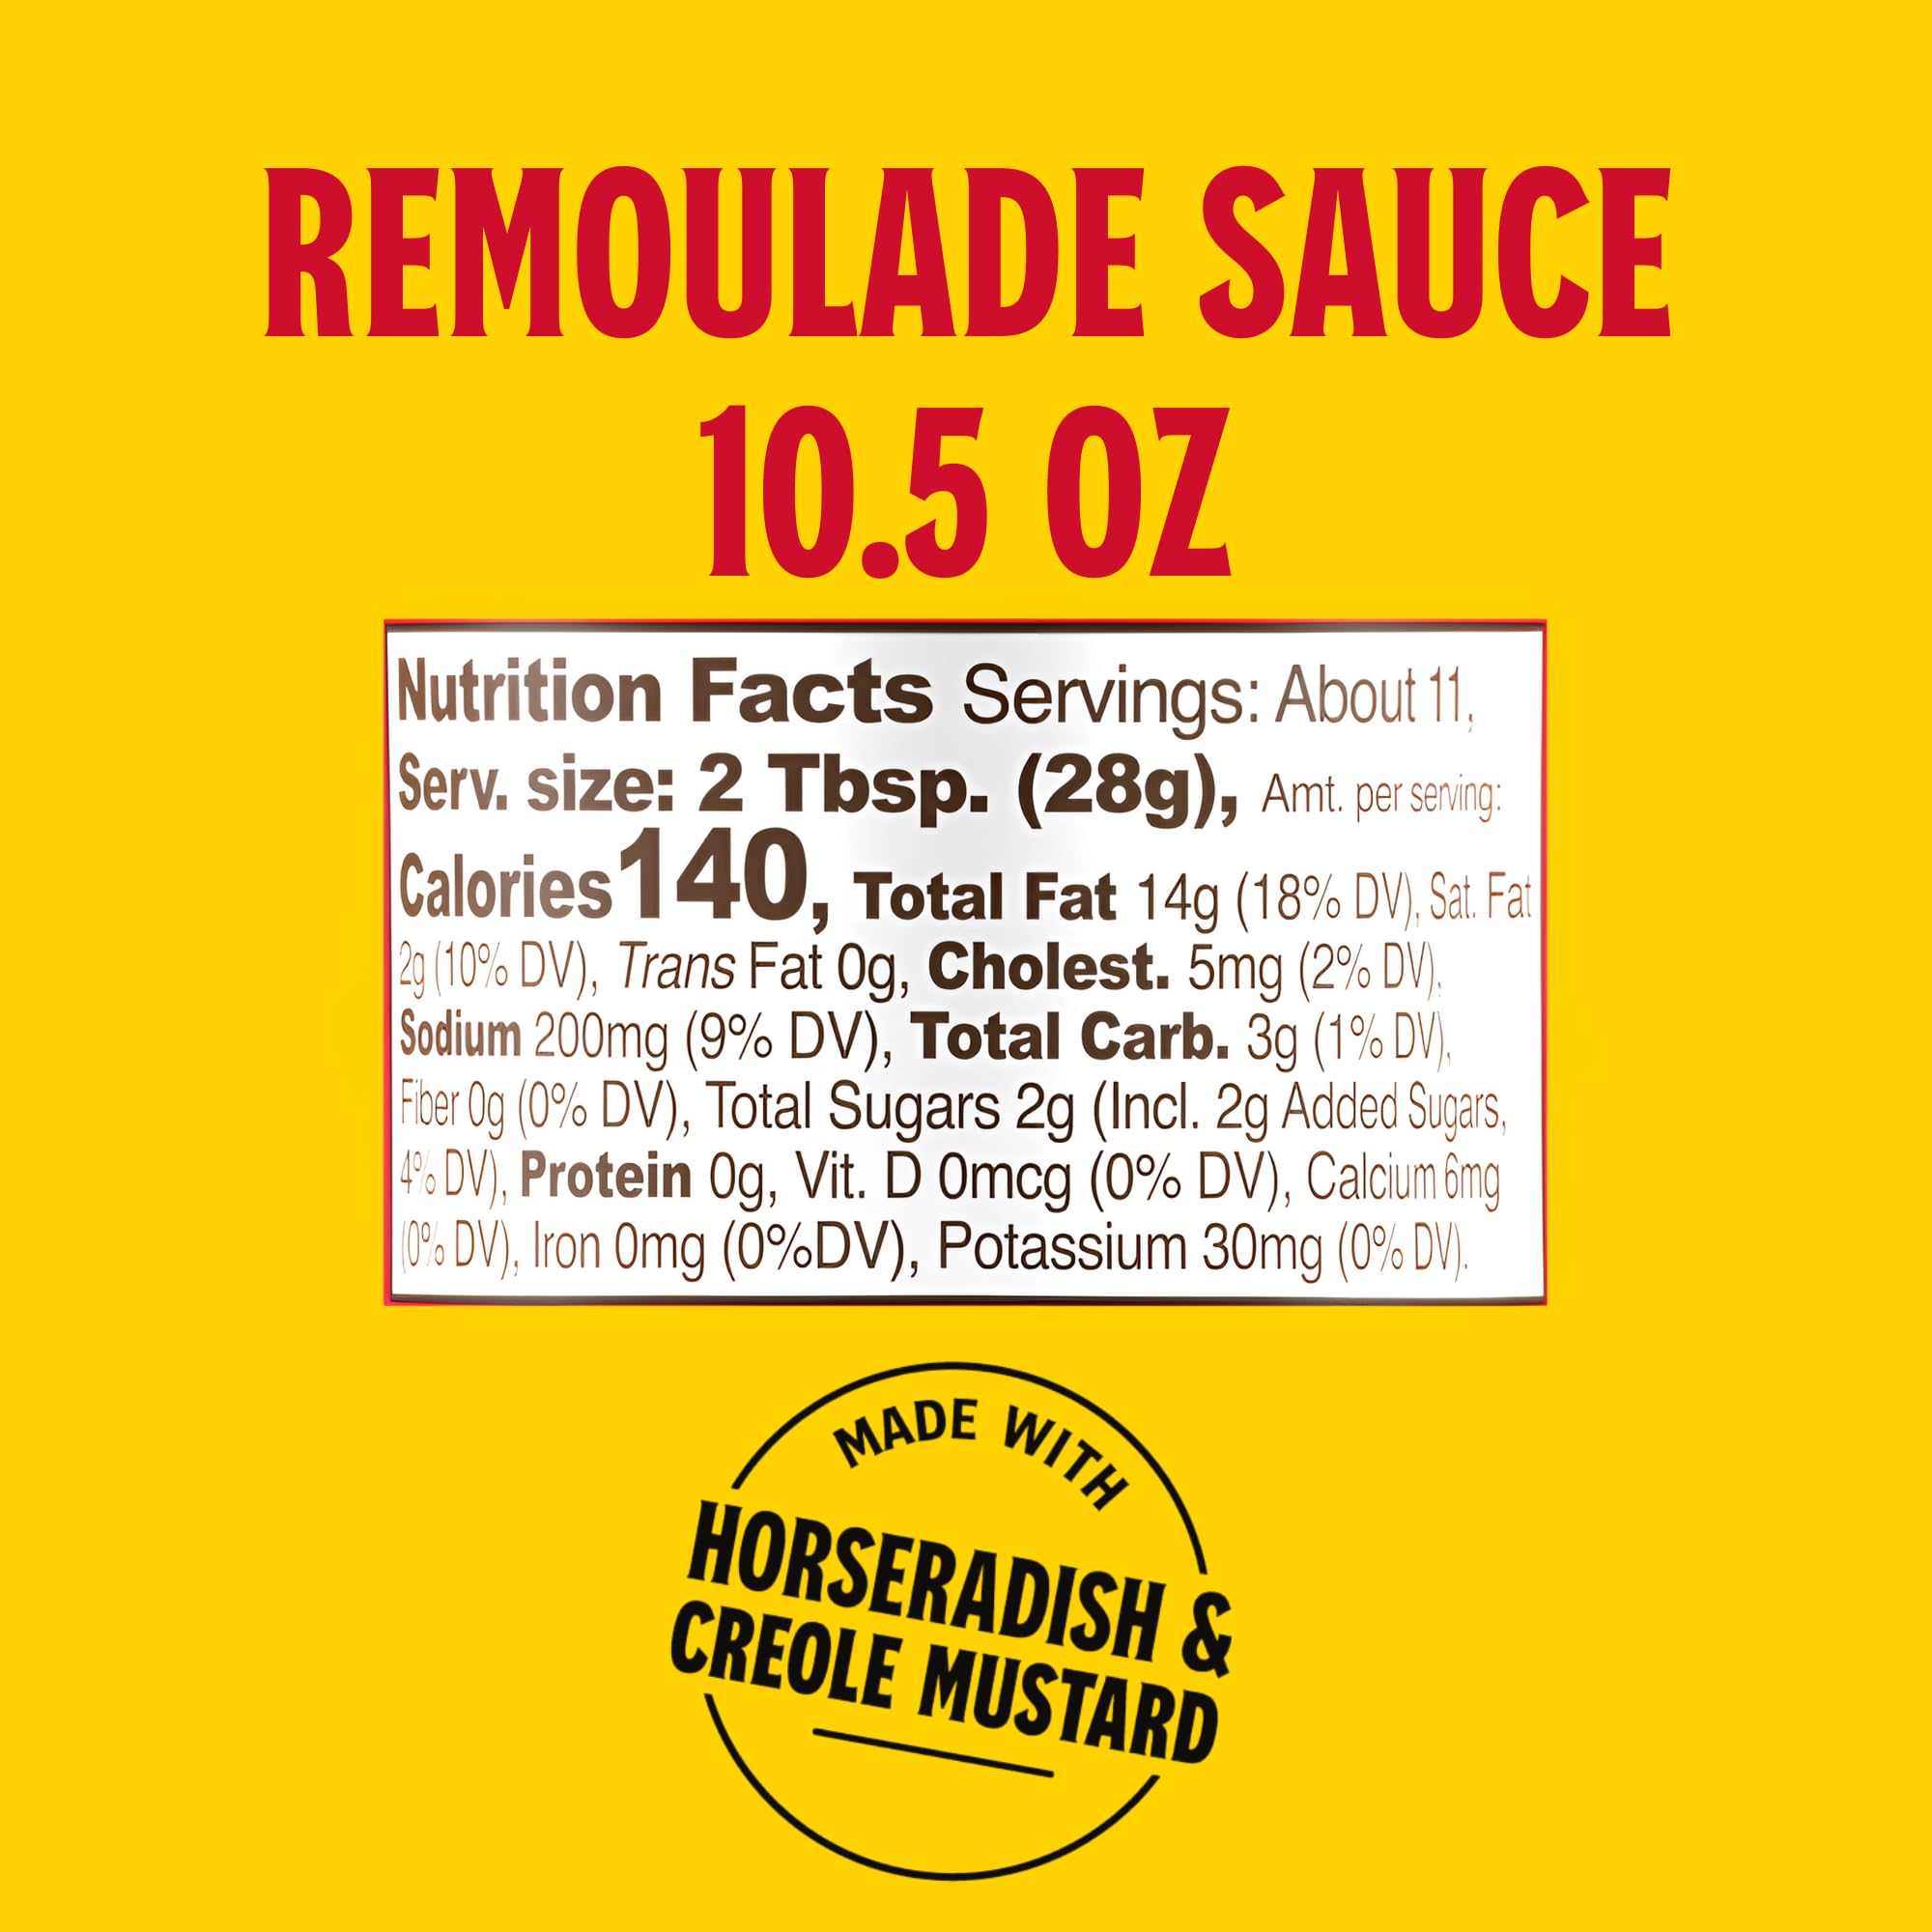 REMOULADE SAUCE
10.5 OZ
Nutrition Facts Servings: About 11,
Serv. size: 2 Tbsp. (28g), Amt. per serving:
Calories 140, Total Fat 14g (18% DV), Sat. Fat
2g (10% DV), Trans Fat 0g, Cholest. 5mg (2% DV),
Sodium 200mg (9% DV), Total Carb. 3g (1% DV),
Fiber 0g (0% DV), Total Sugars 2g (Incl. 2g Added Sugars,
4% DV), Protein 0g, Vit. D 0mcg (0% DV), Calcium 6mg
(0% DV), Iron 0mg (0%DV), Potassium 30mg (0% DV).
MADE WITH
HORSERADISH &
CREOLE MUSTARD